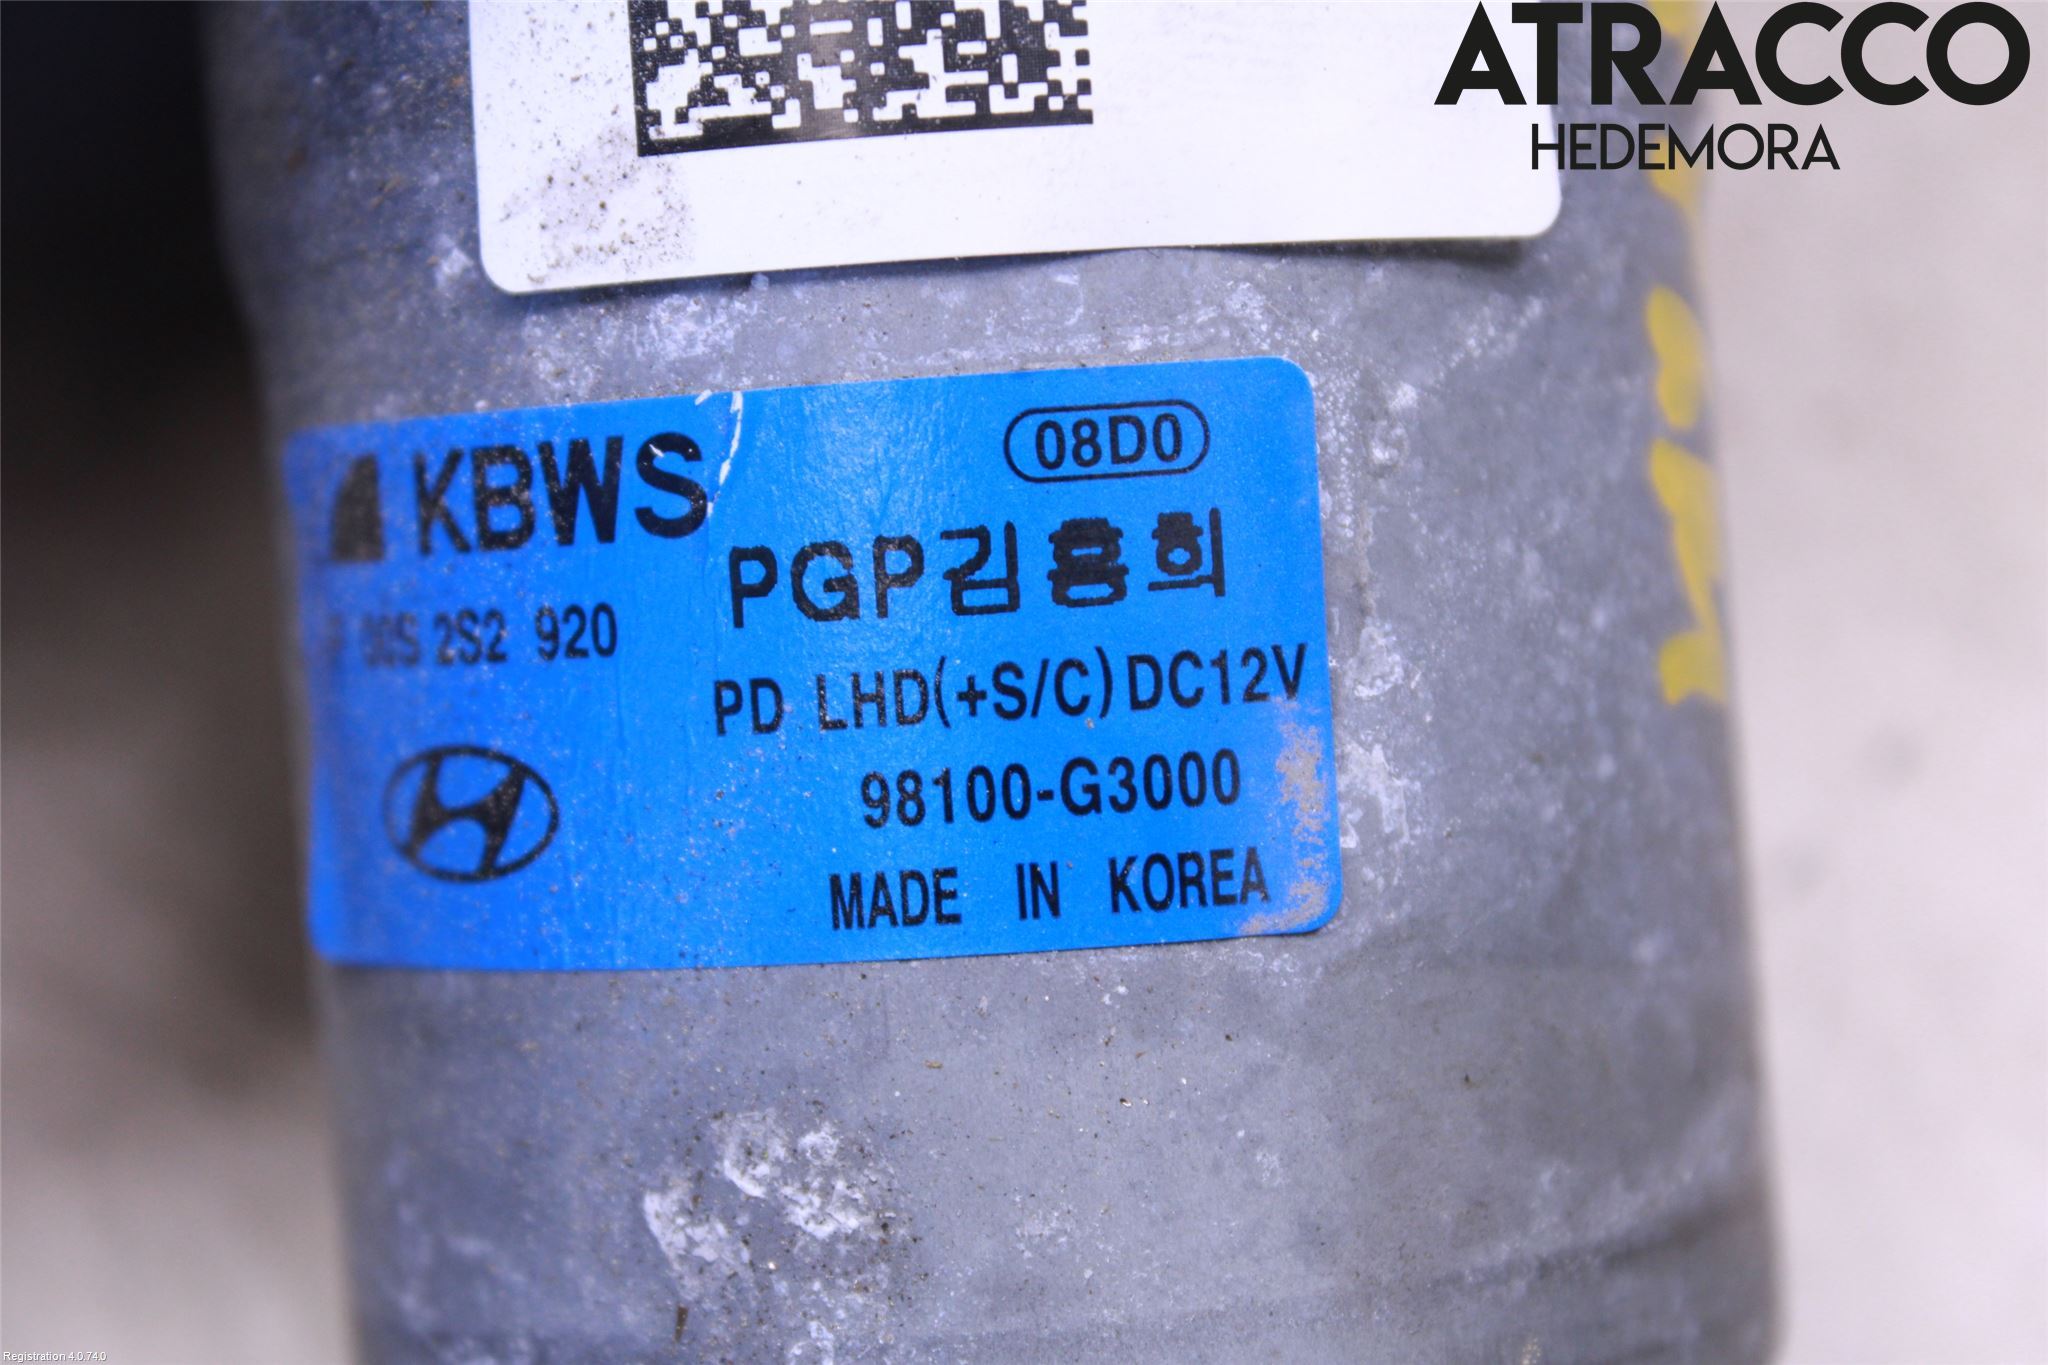 ATRACCO
HEDEMORA
KBWS
08D0
PGP김용희
2S2 920
PD LHD(+S/C) DC12V
98100-G3000
MADE IN KOREA
Registration 4.0.74.0